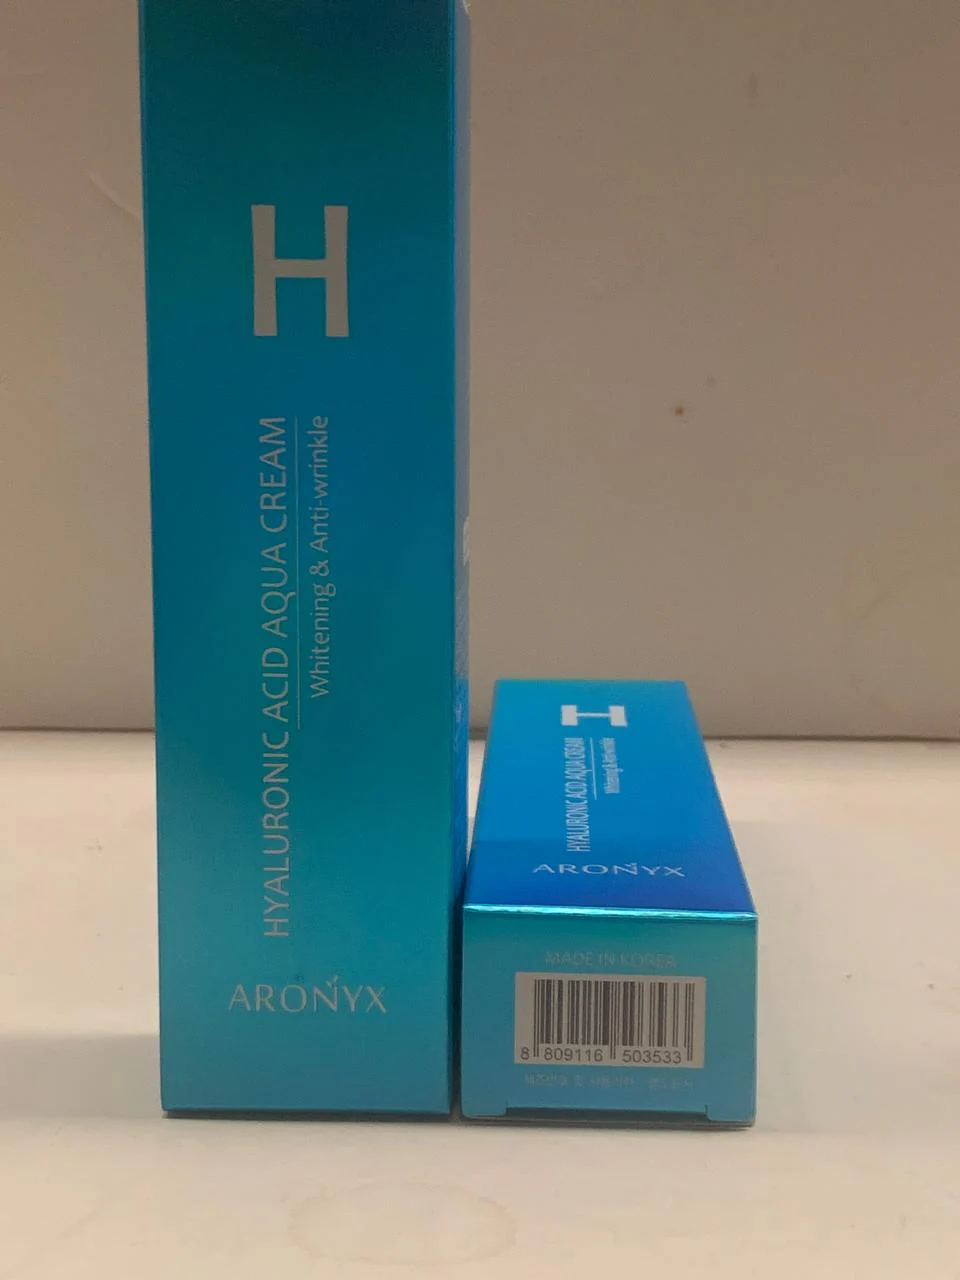 H
HYALURONIC ACID AQUA CREAM
Whitening & Anti-wrinkle
ARONYX
H
HYALURONIC ACID AQUA CREAM
Whitening & Anti-wrinkle
ARONYX
MADE IN KOREA
8 809116 503533